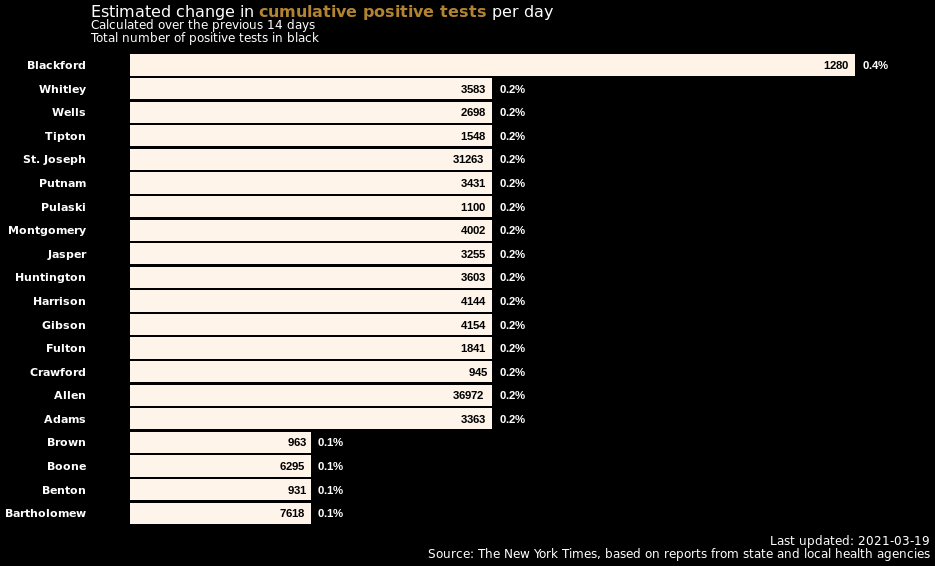 Estimated change in cumulative positive tests per day
Calculated over the previous 14 days
Total number of positive tests in black
Blackford 1280 0.4%
Whitley 3583 0.2%
Wells 2698 0.2%
Tipton 1548 0.2%
St. Joseph 31263 0.2%
Putnam 3431 0.2%
Pulaski 1100 0.2%
Montgomery 4002 0.2%
Jasper 3255 0.2%
Huntington 3603 0.2%
Harrison 4144 0.2%
Gibson 4154 0.2%
Fulton 1841 0.2%
Crawford 945 0.2%
Allen 36972 0.2%
Adams 3363 0.2%
Brown 963 0.1%
Boone 6295 0.1%
Benton 931 0.1%
Bartholomew 7618 0.1%
Last updated: 2021-03-19
Source: The New York Times, based on reports from state and local health agencies